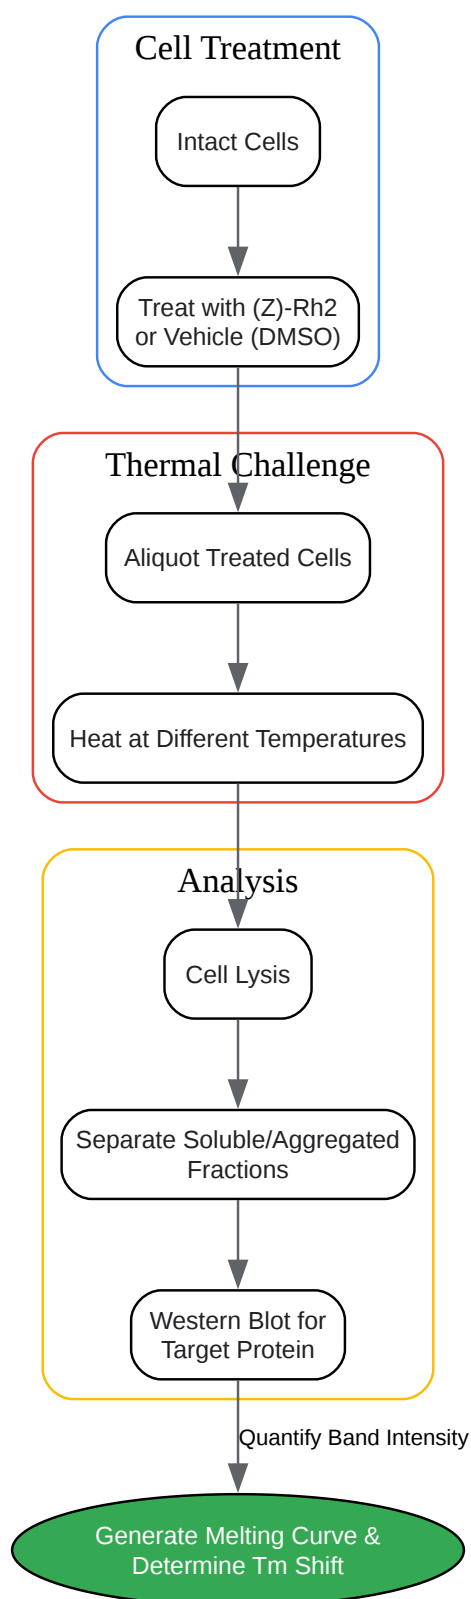 Cell Treatment
Intact Cells
Treat with (Z)-Rh2
or Vehicle (DMSO)
Thermal Challenge
Aliquot Treated Cells
Heat at Different Temperatures
Analysis
Cell Lysis
Separate Soluble/Aggregated
Fractions
Western Blot for
Target Protein
Quantify Band Intensity
Generate Melting Curve &
Determine Tm Shift